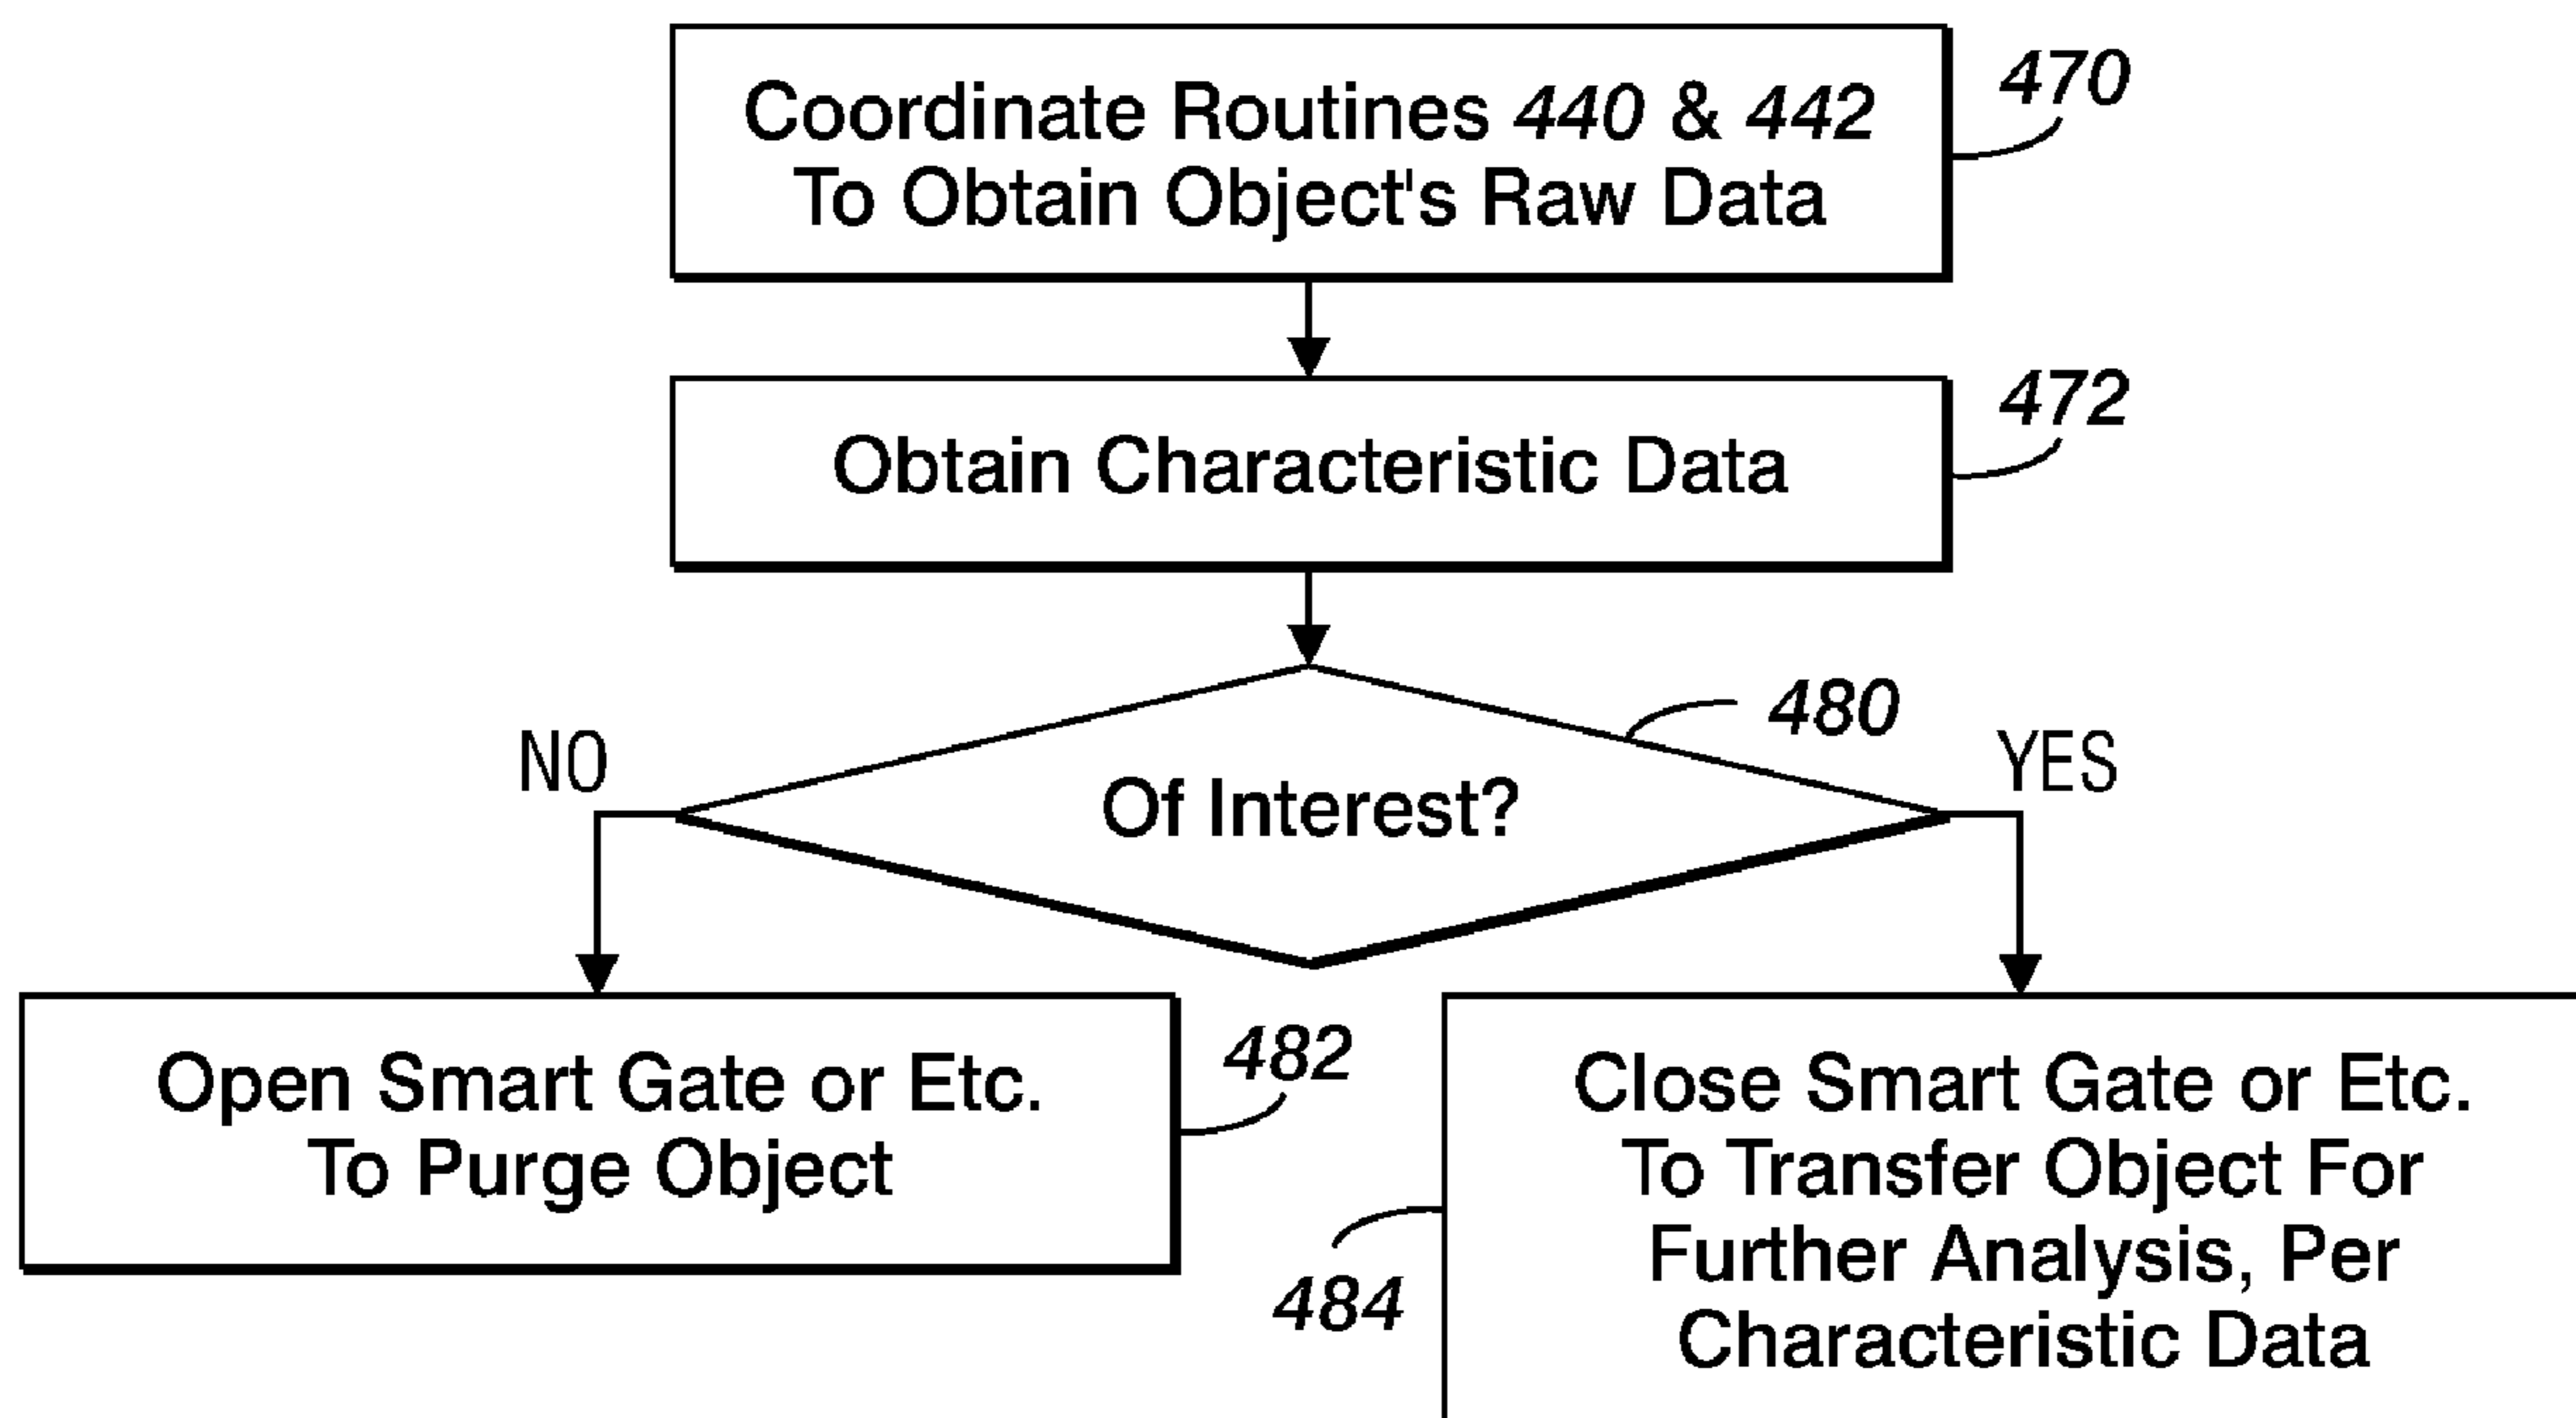 Coordinate Routines 440 & 442
To Obtain Object's Raw Data
470
Obtain Characteristic Data
472
480
NO
YES
Of Interest?
Open Smart Gate or Etc.
To Purge Object
482
Close Smart Gate or Etc.
To Transfer Object For
Further Analysis, Per
Characteristic Data
484